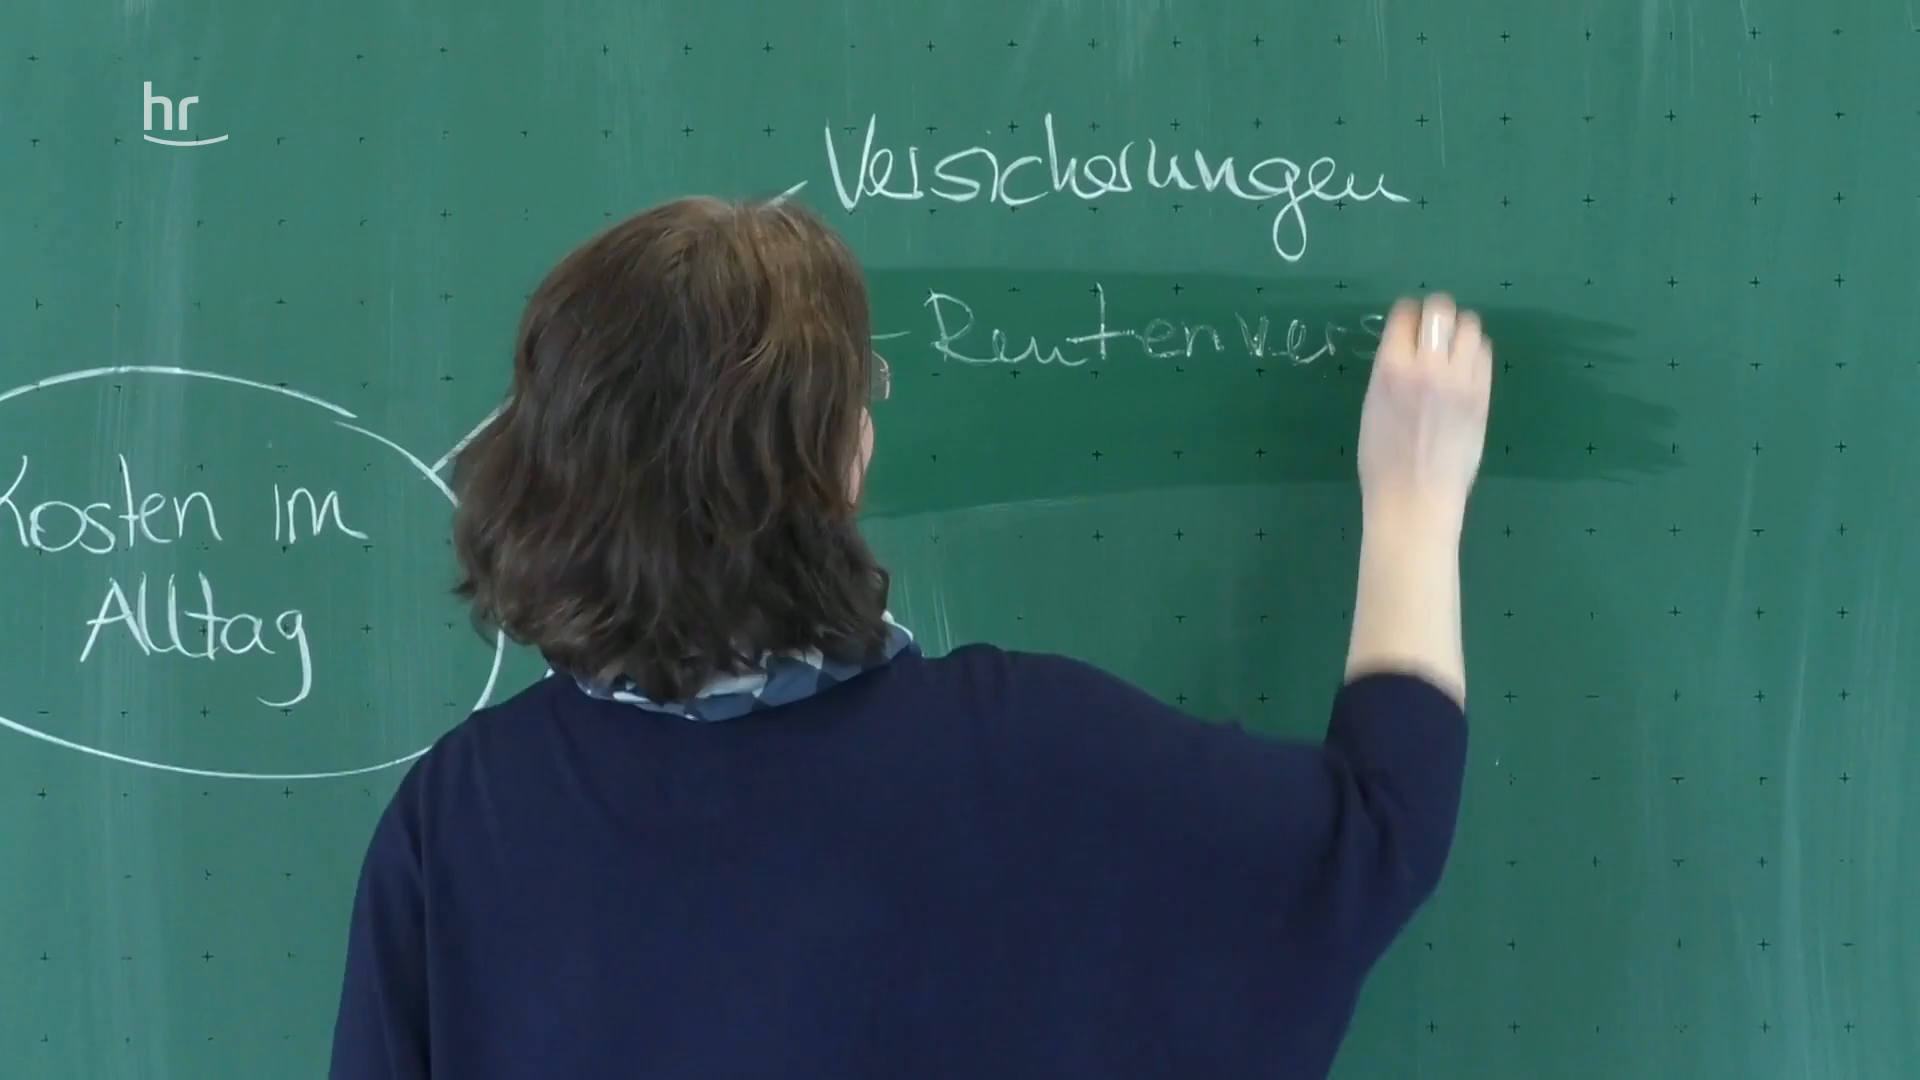 hr
Versicherungen
- Rentenvers
Kosten im
Alltag